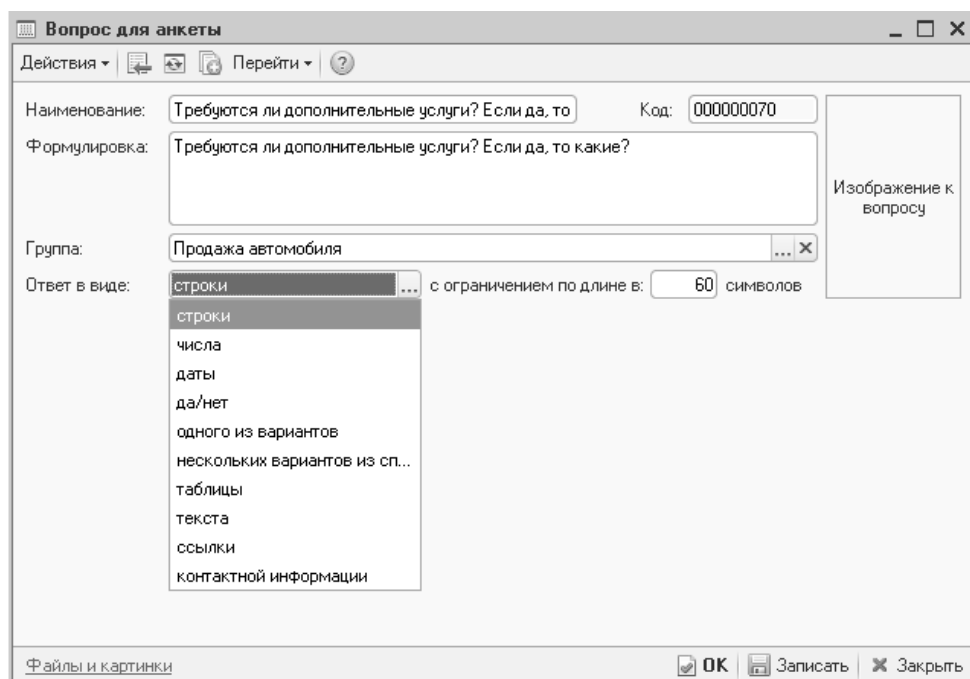 Вопрос для анкеты
Действия Перейти
Наименование: Требуются ли дополнительные услуги? Если да, то Код: 000000070
Формулировка: Требуются ли дополнительные услуги? Если да, то какие?
Изображение к
вопросу
Группа: Продажа автомобиля ...
Ответ в виде: строки ... с ограничением по длине в: 60 символов
строки
числа
даты
да/нет
одного из вариантов
нескольких вариантов из сп...
таблицы
текста
ссылки
контактной информации
Файлы и картинки ОК Записать Закрыть